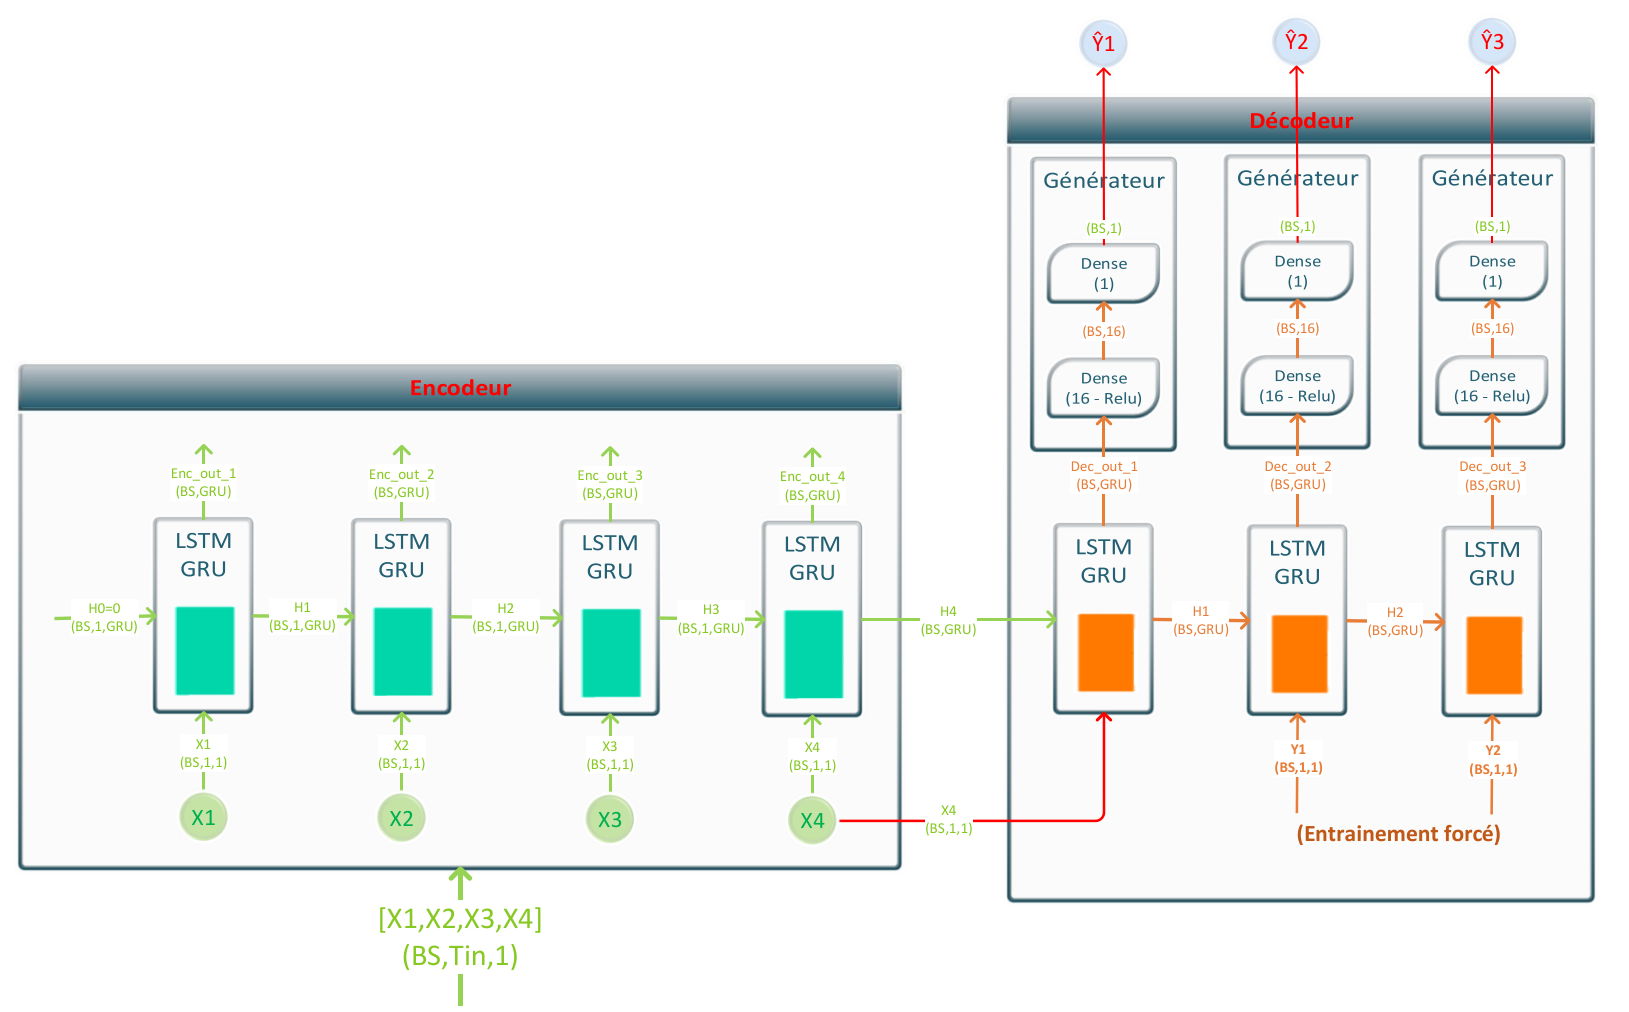 Ŷ1
Ŷ2
Ŷ3
Décodeur
Générateur
Générateur
Générateur
(BS,1)
(BS,1)
(BS,1)
Dense
(1)
Dense
(1)
Dense
(1)
(BS,16)
(BS,16)
(BS,16)
Dense
(16 - Relu)
Dense
(16 - Relu)
Dense
(16 - Relu)
Dec_out_1
(BS,GRU)
Dec_out_2
(BS,GRU)
Dec_out_3
(BS,GRU)
Encodeur
Enc_out_1
(BS,GRU)
Enc_out_2
(BS,GRU)
Enc_out_3
(BS,GRU)
Enc_out_4
(BS,GRU)
LSTM
GRU
LSTM
GRU
LSTM
GRU
LSTM
GRU
LSTM
GRU
LSTM
GRU
LSTM
GRU
H0=0
(BS,1,GRU)
H1
(BS,1,GRU)
H2
(BS,1,GRU)
H3
(BS,1,GRU)
H4
(BS,GRU)
H1
(BS,GRU)
H2
(BS,GRU)
X1
(BS,1,1)
X2
(BS,1,1)
X3
(BS,1,1)
X4
(BS,1,1)
Y1
(BS,1,1)
Y2
(BS,1,1)
X1
X2
X3
X4
X4
(BS,1,1)
(Entrainement forcé)
[X1,X2,X3,X4]
(BS,Tin,1)